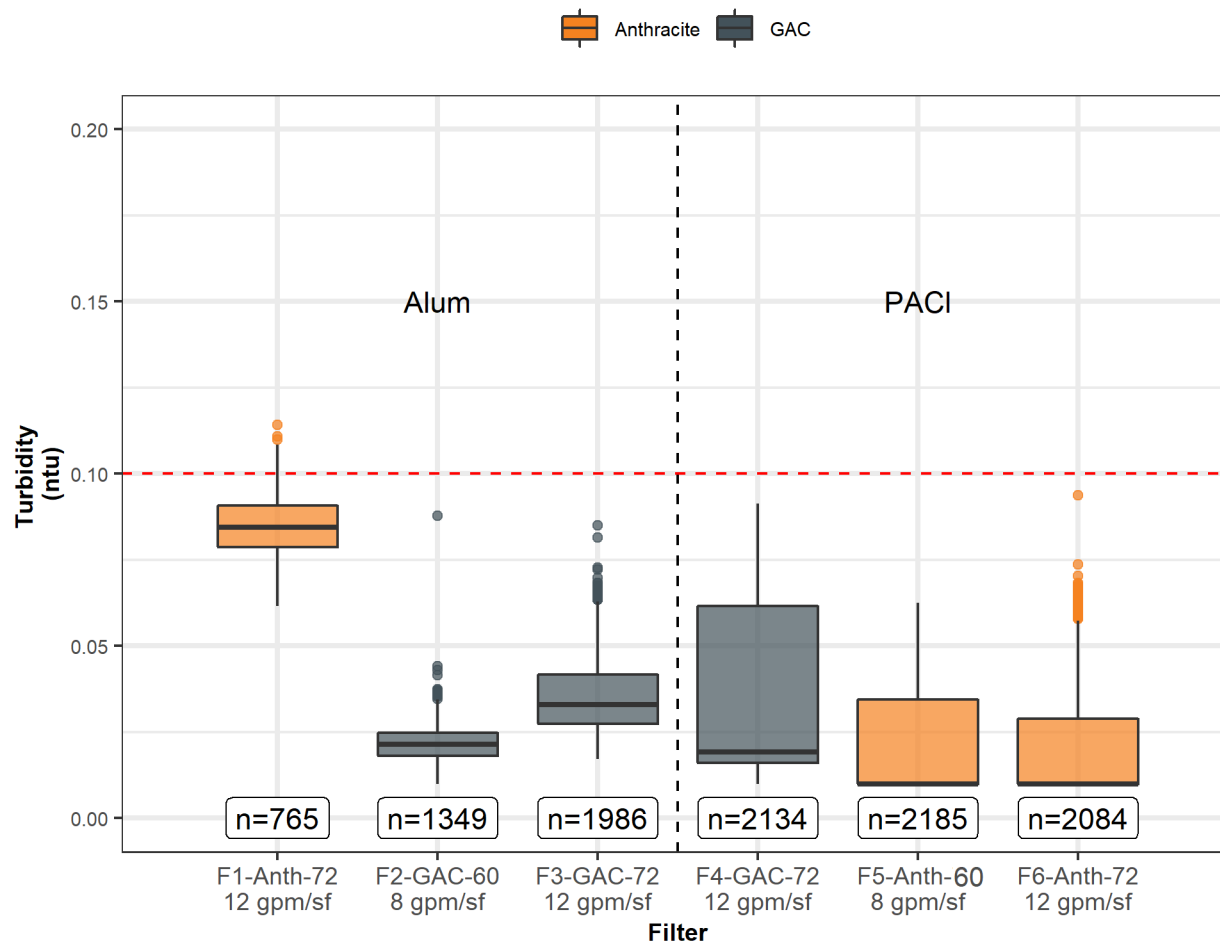 Anthracite GAC
0.20
0.15
0.10
0.05
0.00
Turbidity
(ntu)
Alum PACl
n=765 n=1349 n=1986 n=2134 n=2185 n=2084
F1-Anth-72 F2-GAC-60 F3-GAC-72 F4-GAC-72 F5-Anth-60 F6-Anth-72
12 gpm/sf 8 gpm/sf 12 gpm/sf 12 gpm/sf 8 gpm/sf 12 gpm/sf
Filter